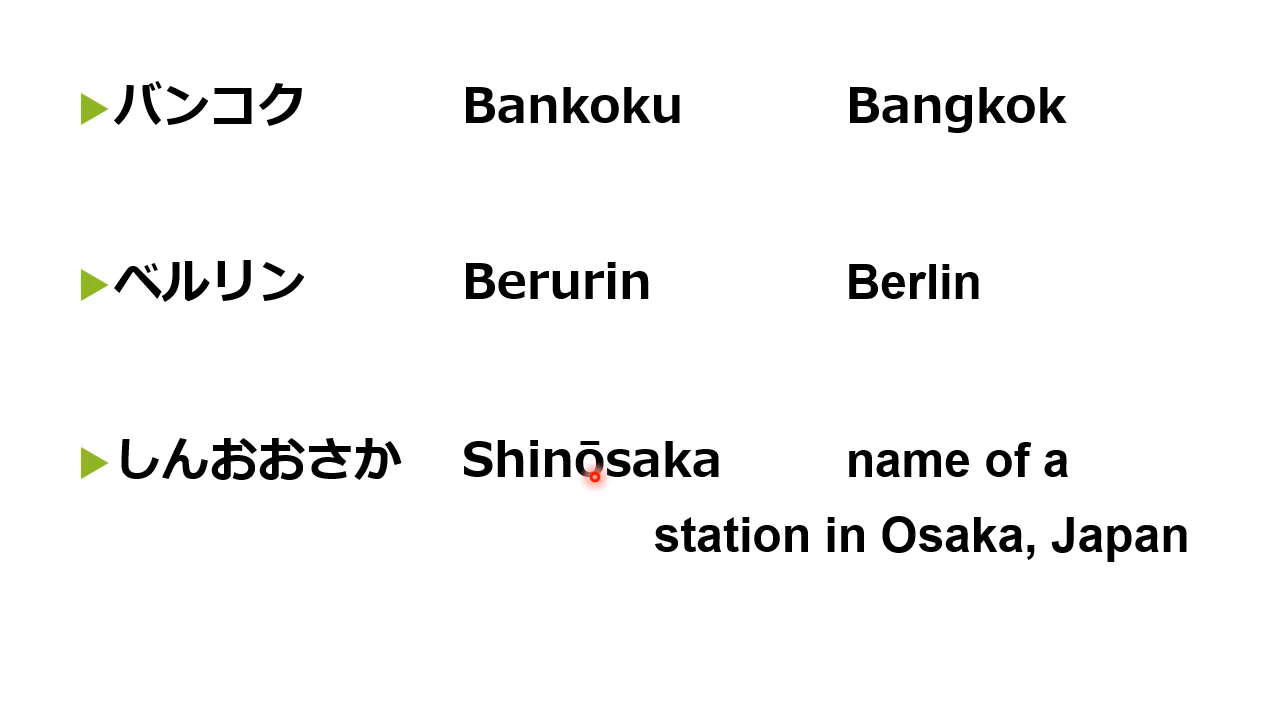 バンコク Bankoku Bangkok
ベルリン Berurin Berlin
しんおおさか Shinōsaka name of a
station in Osaka, Japan